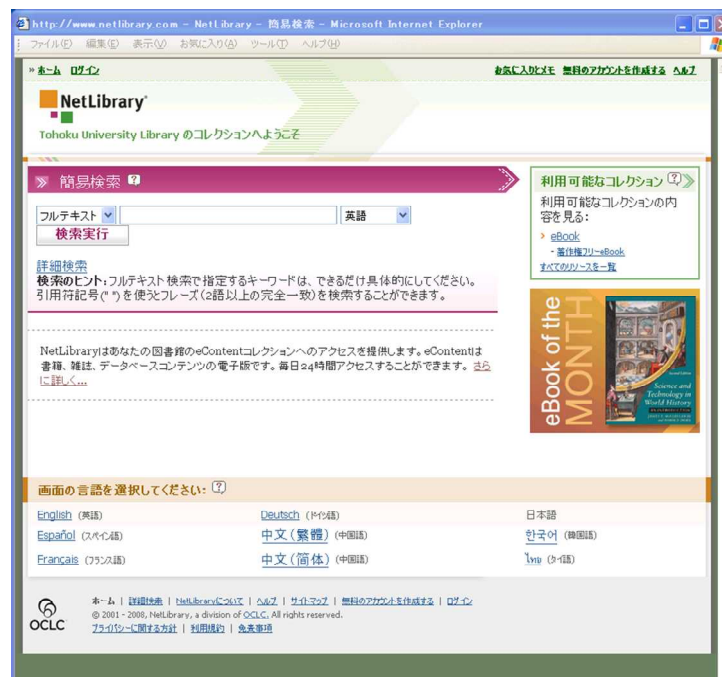 http://www.netlibrary.com - NetLibrary - 簡易検索 - Microsoft Internet Explorer
ファイル(F) 編集(E) 表示(V) お気に入り(A) ツール(T) ヘルプ(H)
» ホーム ログイン お気に入りとメモ 無料のアカウントを作成する ヘルプ
NetLibrary
Tohoku University Library のコレクションへようこそ
» 簡易検索 ?
利用可能なコレクション ?
フルテキスト 英語
検索実行
利用可能なコレクションの内
容を見る:
eBook
- 著作権フリーeBook
すべてのリソースを一覧
詳細検索
検索のヒント:フルテキスト検索で指定するキーワードは、できるだけ具体的にしてください。
引用符記号(" ")を使うとフレーズ(2語以上の完全一致)を検索することができます。
eBook of the
MONTH
Science and
Technology in
World History
NetLibraryはあなたの図書館のeContentコレクションへのアクセスを提供します。eContentは
書籍、雑誌、データベースコンテンツの電子版です。毎日24時間アクセスすることができます。さら
に詳しく...
画面の言語を選択してください: ?
English (英語) Deutsch (ドイツ語) 日本語
Español (スペイン語) 中文(繁體) (中国語) 한국어 (韓国語)
Français (フランス語) 中文(简体) (中国語) ไทย (タイ語)
OCLC
ホーム | 詳細検索 | NetLibraryについて | ヘルプ | サイトマップ | 無料のアカウントを作成する | ログイン
© 2001 - 2008, NetLibrary, a division of OCLC. All rights reserved.
プライバシーに関する方針 | 利用規約 | 免責事項